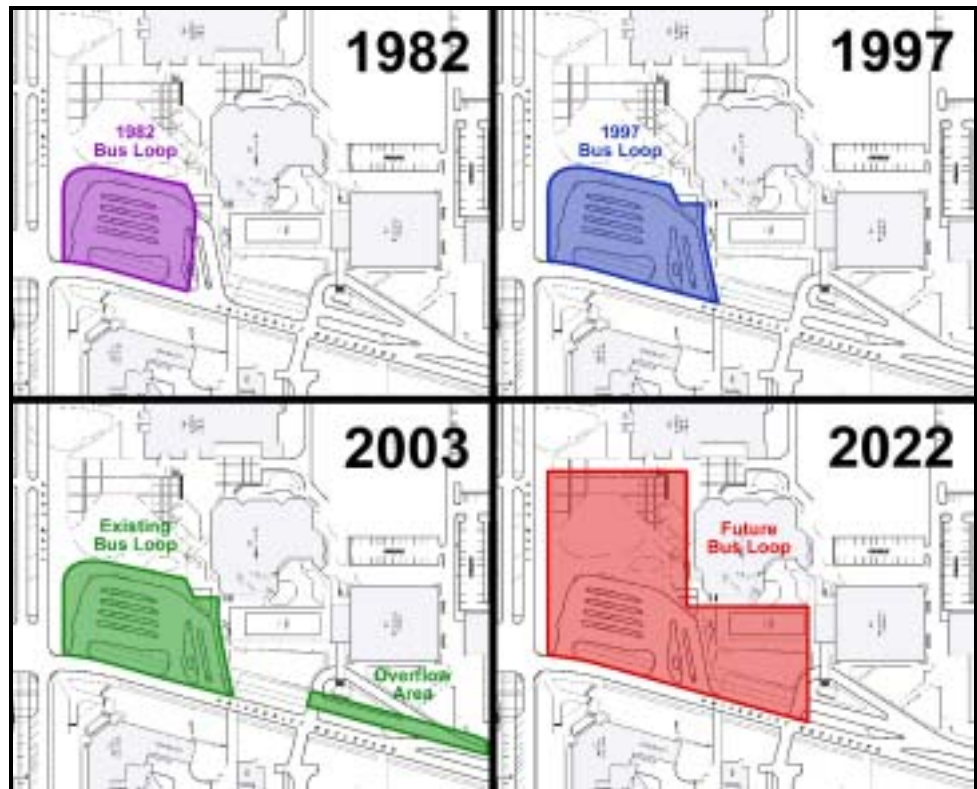 1982
1982
Bus Loop
1997
1997
Bus Loop
2003
Existing
Bus Loop
Overflow
Area
2022
Future
Bus Loop